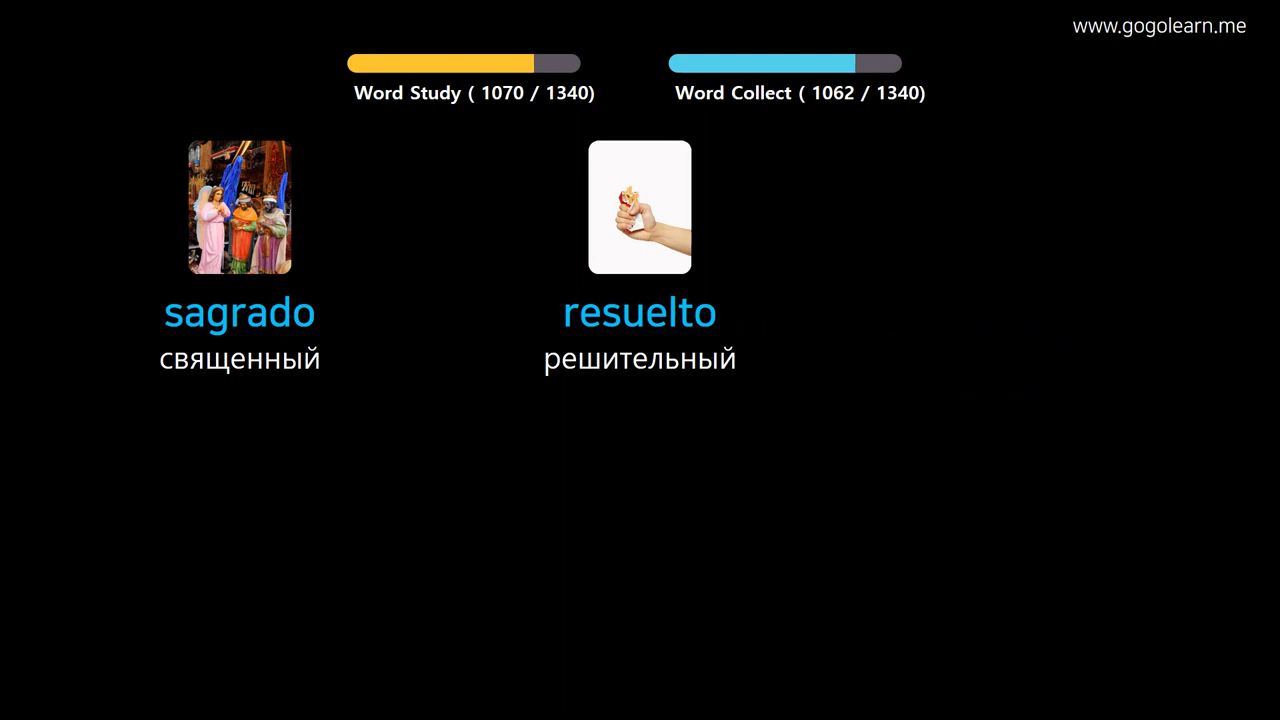 www.gogolearn.me
Word Study ( 1070 / 1340)
Word Collect ( 1062 / 1340)
sagrado
священный
resuelto
решительный